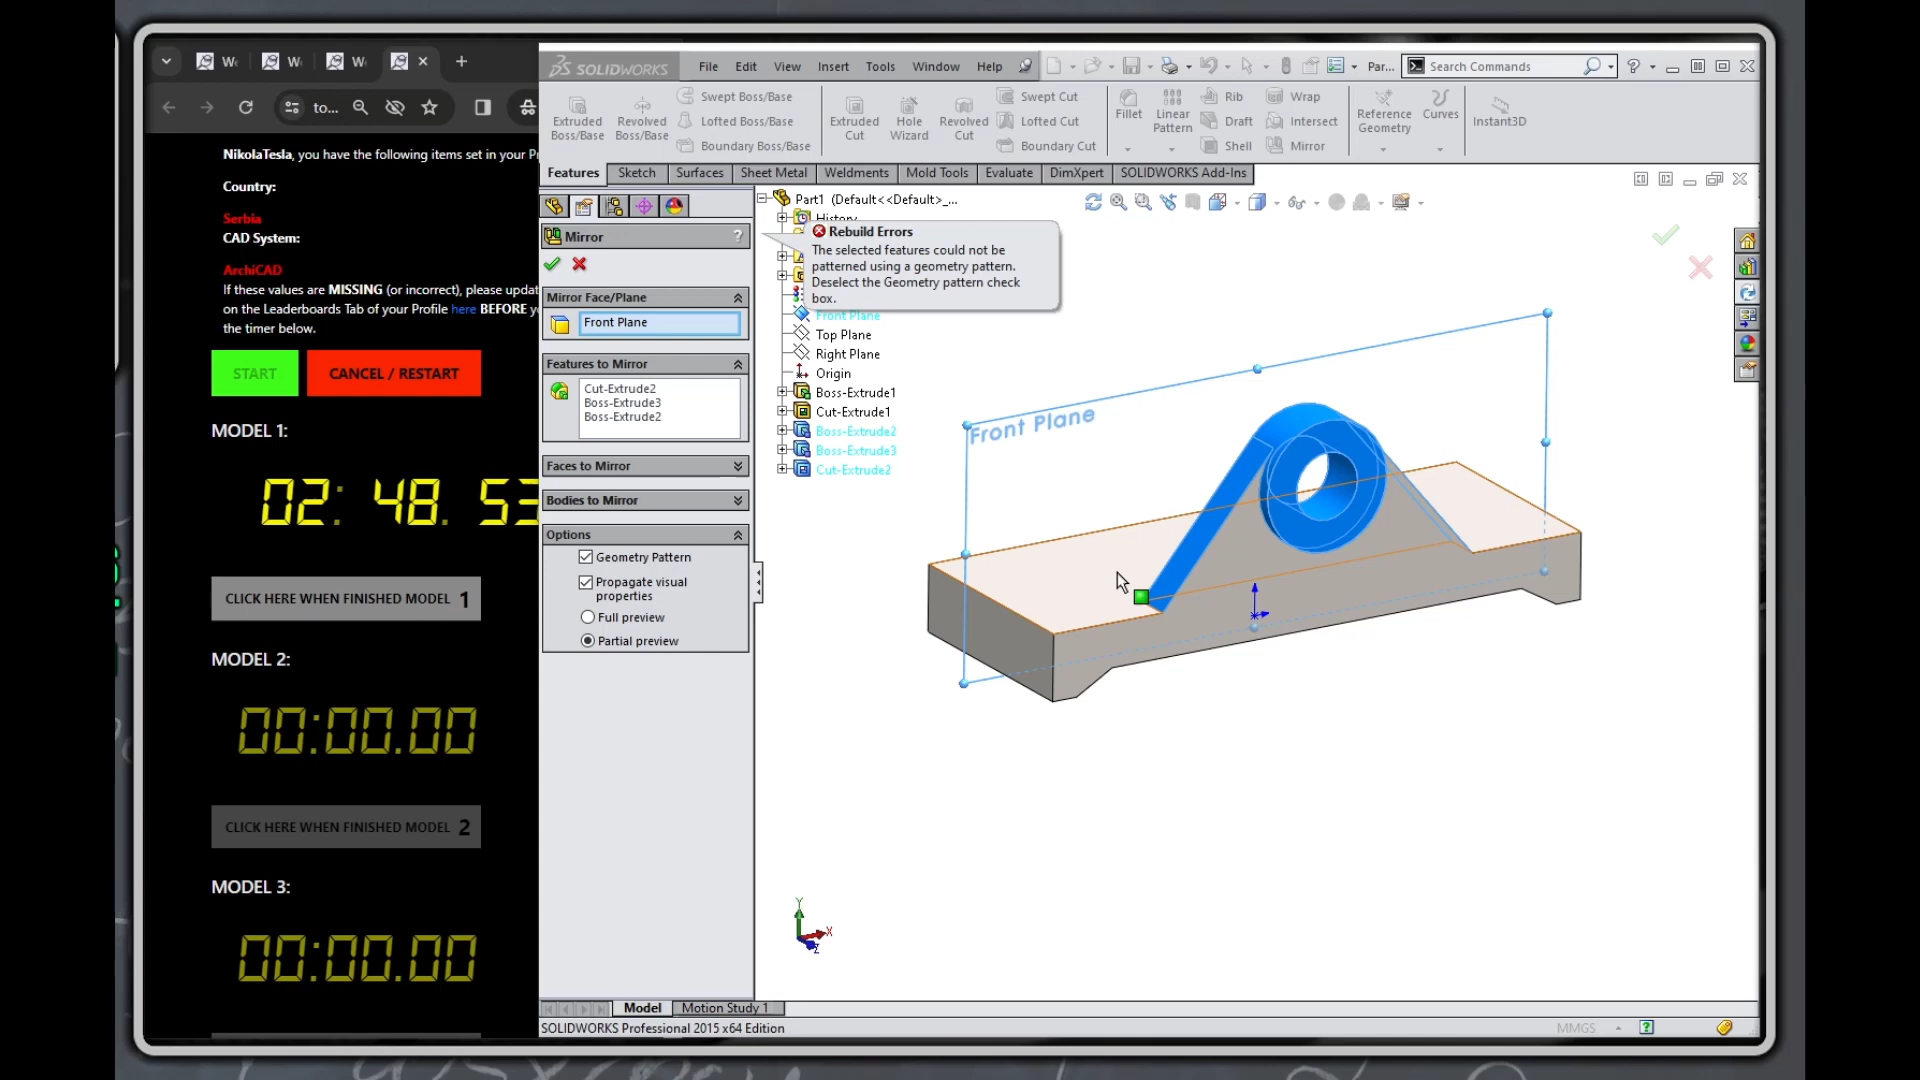 W
W
W
to...
NikolaTesla, you have the following items set in your Pr
Country:
Serbia
CAD System:
ArchiCAD
If these values are MISSING (or incorrect), please updat
on the Leaderboards Tab of your Profile here BEFORE yo
the timer below.
START
CANCEL / RESTART
MODEL 1:
02: 48. 53
CLICK HERE WHEN FINISHED MODEL 1
MODEL 2:
00:00.00
CLICK HERE WHEN FINISHED MODEL 2
MODEL 3:
00:00.00
SOLIDWORKS
File Edit View Insert Tools Window Help
Par...
Search Commands
Extruded Boss/Base
Revolved Boss/Base
Swept Boss/Base
Lofted Boss/Base
Boundary Boss/Base
Extruded Cut
Hole Wizard
Revolved Cut
Swept Cut
Lofted Cut
Boundary Cut
Fillet
Linear Pattern
Rib
Draft
Shell
Wrap
Intersect
Mirror
Reference Geometry
Curves
Instant3D
Features Sketch Surfaces Sheet Metal Weldments Mold Tools Evaluate DimXpert SOLIDWORKS Add-Ins
Mirror ?
Mirror Face/Plane
Front Plane
Features to Mirror
Cut-Extrude2
Boss-Extrude3
Boss-Extrude2
Faces to Mirror
Bodies to Mirror
Options
Geometry Pattern
Propagate visual
properties
Full preview
Partial preview
Part1 (Default<<Default>_...
History
Rebuild Errors
The selected features could not be
patterned using a geometry pattern.
Deselect the Geometry pattern check
box.
Front Plane
Top Plane
Right Plane
Origin
Boss-Extrude1
Cut-Extrude1
Boss-Extrude2
Boss-Extrude3
Cut-Extrude2
Front Plane
Y
X
Z
Model Motion Study 1
SOLIDWORKS Professional 2015 x64 Edition
MMGS